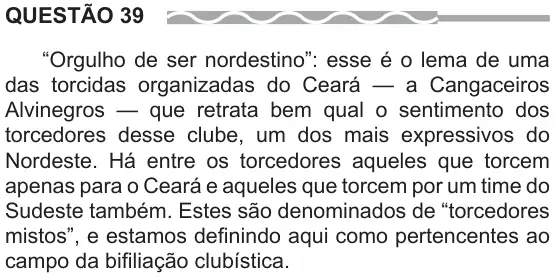 QUESTÃO 39
“Orgulho de ser nordestino”: esse é o lema de uma
das torcidas organizadas do Ceará — a Cangaceiros
Alvinegros — que retrata bem qual o sentimento dos
torcedores desse clube, um dos mais expressivos do
Nordeste. Há entre os torcedores aqueles que torcem
apenas para o Ceará e aqueles que torcem por um time do
Sudeste também. Estes são denominados de “torcedores
mistos”, e estamos definindo aqui como pertencentes ao
campo da bifiliação clubística.